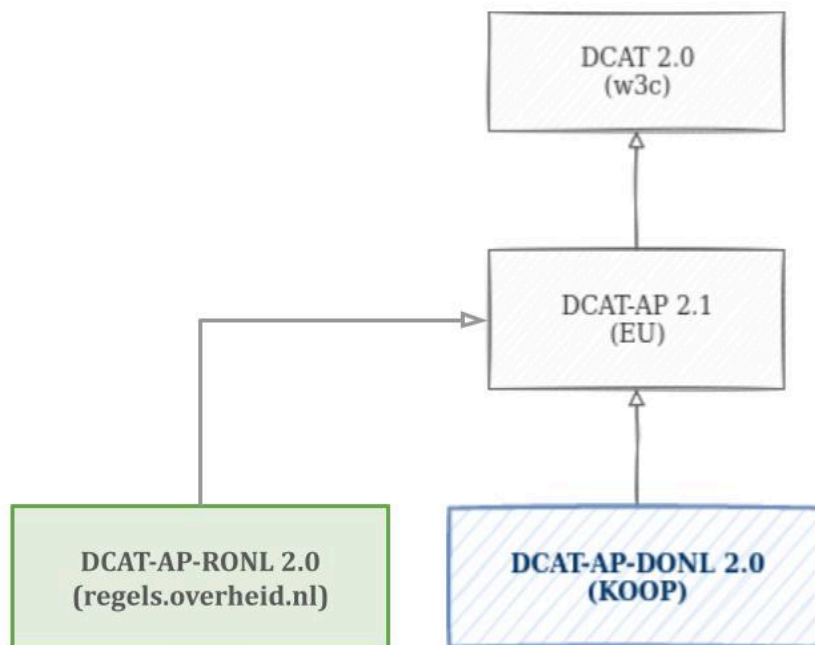 DCAT 2.0
(w3c)
DCAT-AP 2.1
(EU)
DCAT-AP-RONL 2.0
(regels.overheid.nl)
DCAT-AP-DONL 2.0
(KOOP)